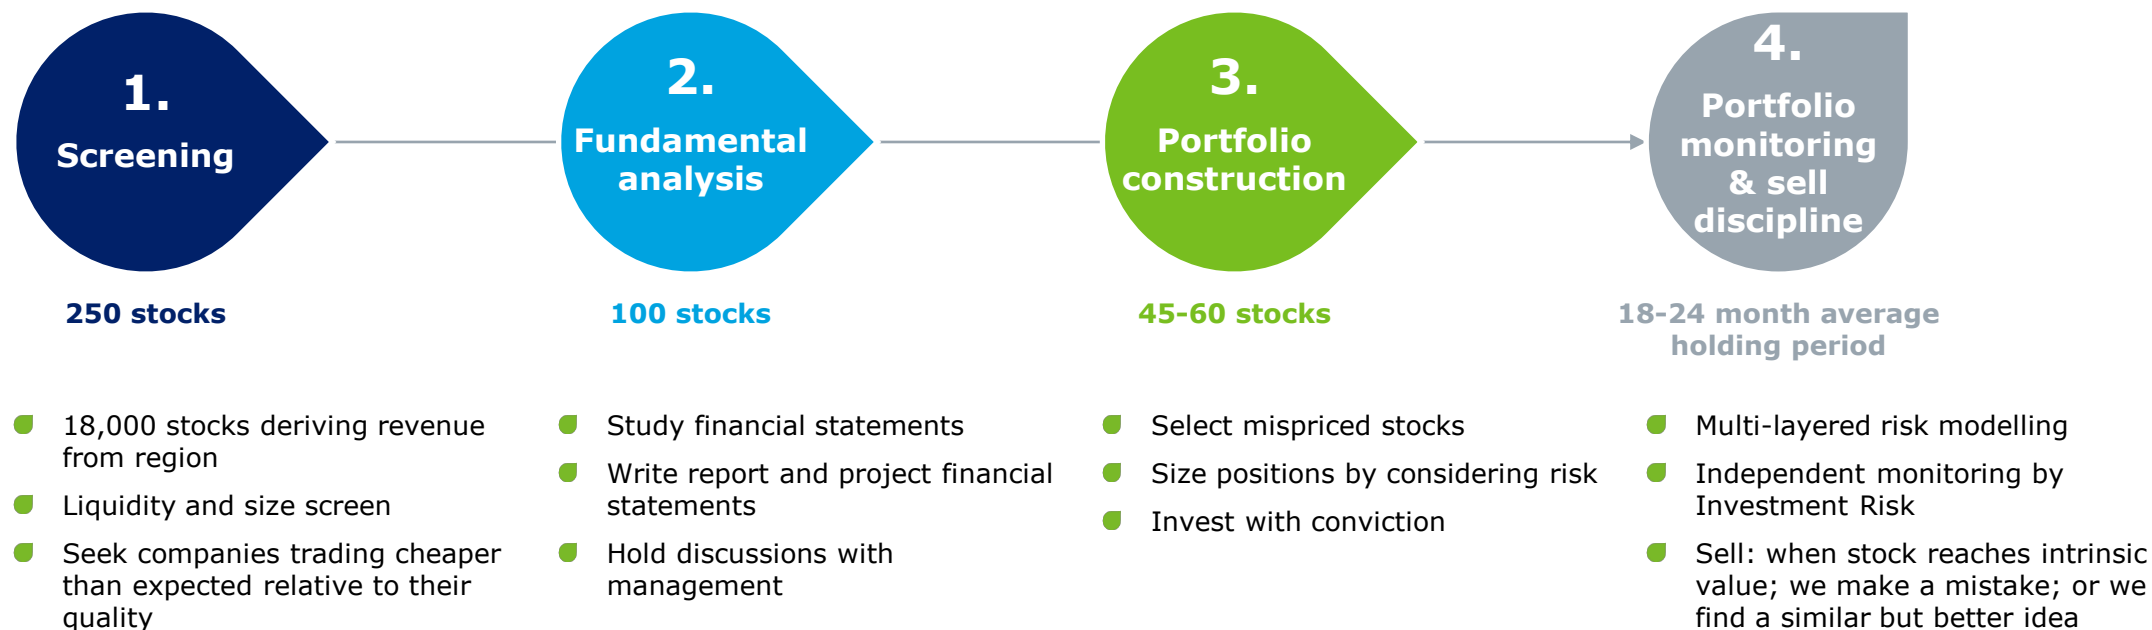 1.
Screening
250 stocks
18,000 stocks deriving revenue
from region
Liquidity and size screen
Seek companies trading cheaper
than expected relative to their
quality
2.
Fundamental
analysis
100 stocks
Study financial statements
Write report and project financial
statements
Hold discussions with
management
3.
Portfolio
construction
45-60 stocks
Select mispriced stocks
Size positions by considering risk
Invest with conviction
4.
Portfolio
monitoring
& sell
discipline
18-24 month average
holding period
Multi-layered risk modelling
Independent monitoring by
Investment Risk
Sell: when stock reaches intrinsic
value; we make a mistake; or we
find a similar but better idea